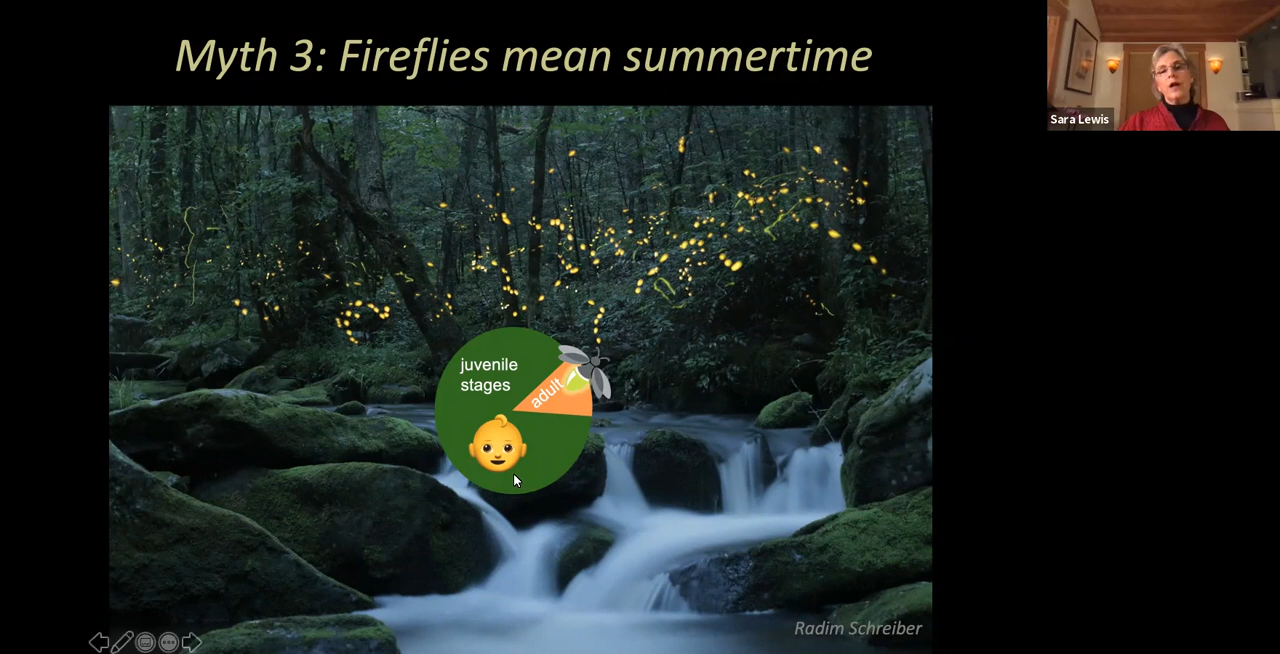 Myth 3: Fireflies mean summertime
Sara Lewis
juvenile
stages
adult
Radim Schreiber